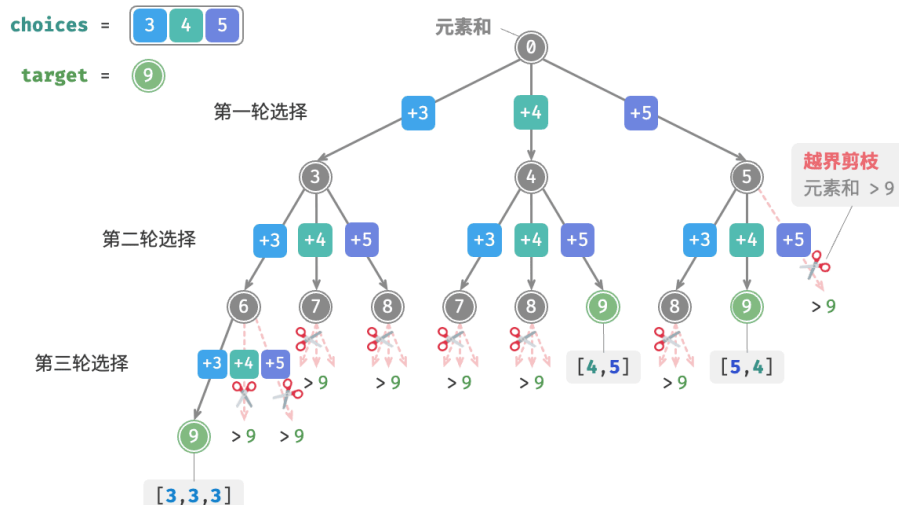 choices = 3 4 5
元素和
0
target = 9
第一轮选择
+3 +4 +5
越界剪枝
元素和 > 9
3 4 5
第二轮选择
+3 +4 +5 +3 +4 +5 +3 +4 +5
6 7 8 7 8 9 8 9
> 9
第三轮选择
+3 +4 +5
[4,5] [5,4]
> 9 > 9 > 9 > 9 > 9
9 > 9 > 9
[3,3,3]